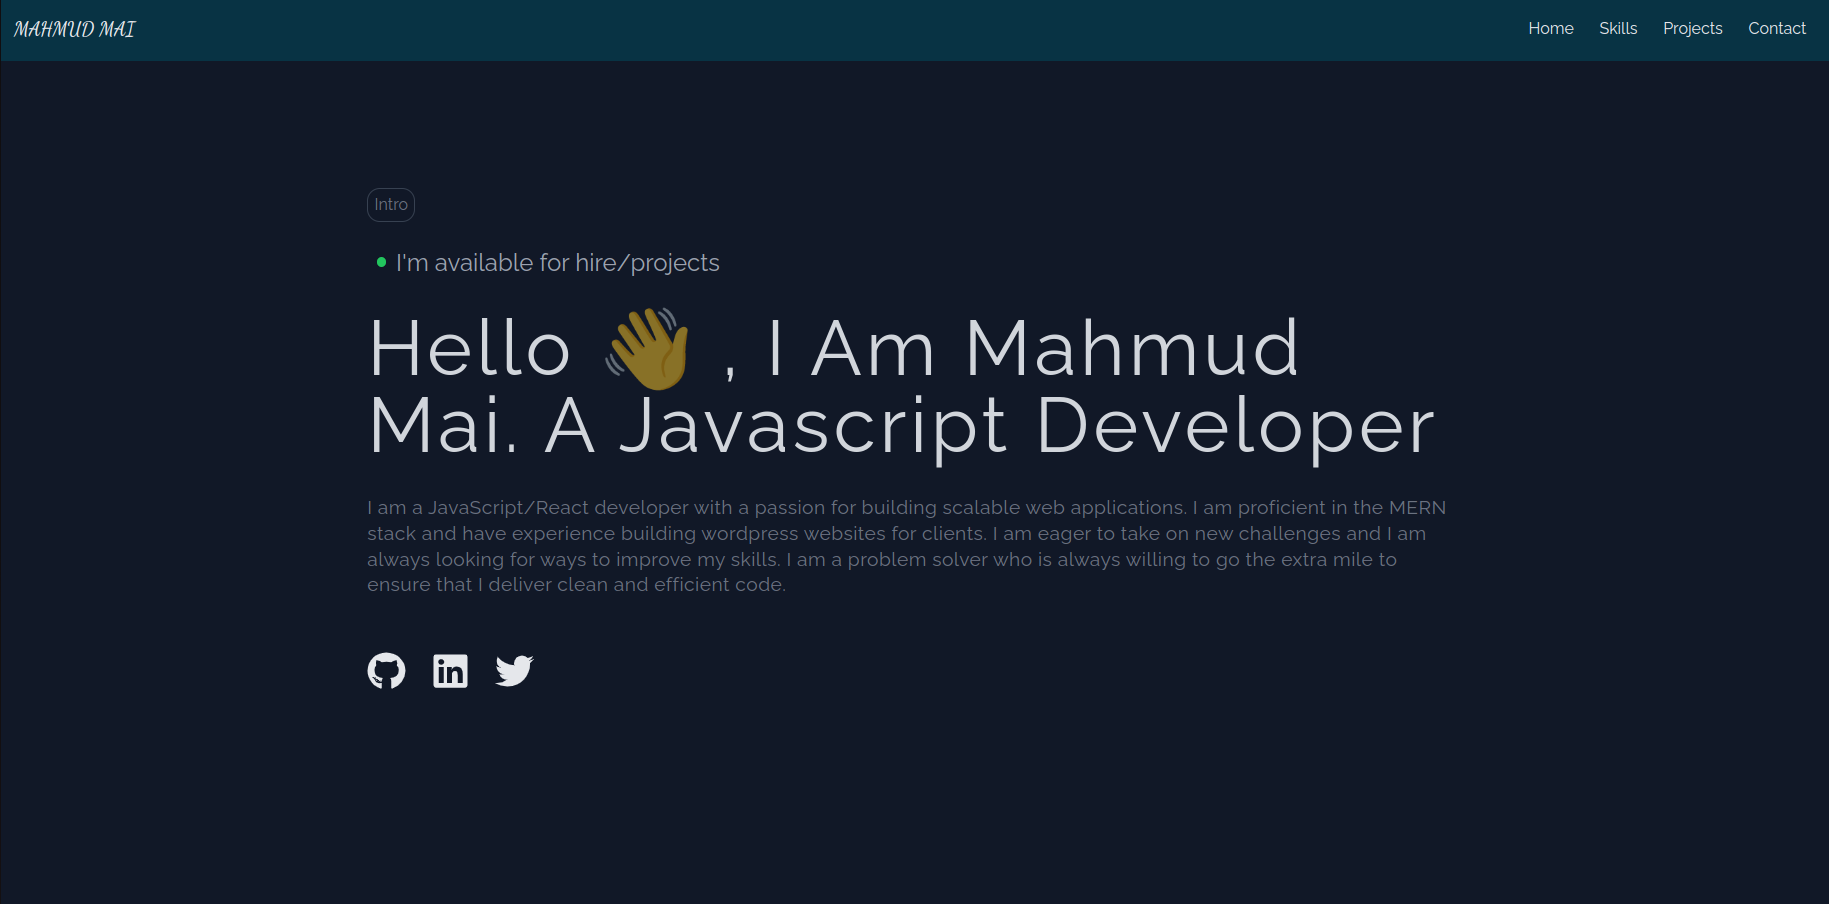 MAHMUD MAI
Home Skills Projects Contact
Intro
I'm available for hire/projects
Hello 👋 , I Am Mahmud
Mai. A Javascript Developer
I am a JavaScript/React developer with a passion for building scalable web applications. I am proficient in the MERN
stack and have experience building wordpress websites for clients. I am eager to take on new challenges and I am
always looking for ways to improve my skills. I am a problem solver who is always willing to go the extra mile to
ensure that I deliver clean and efficient code.
in